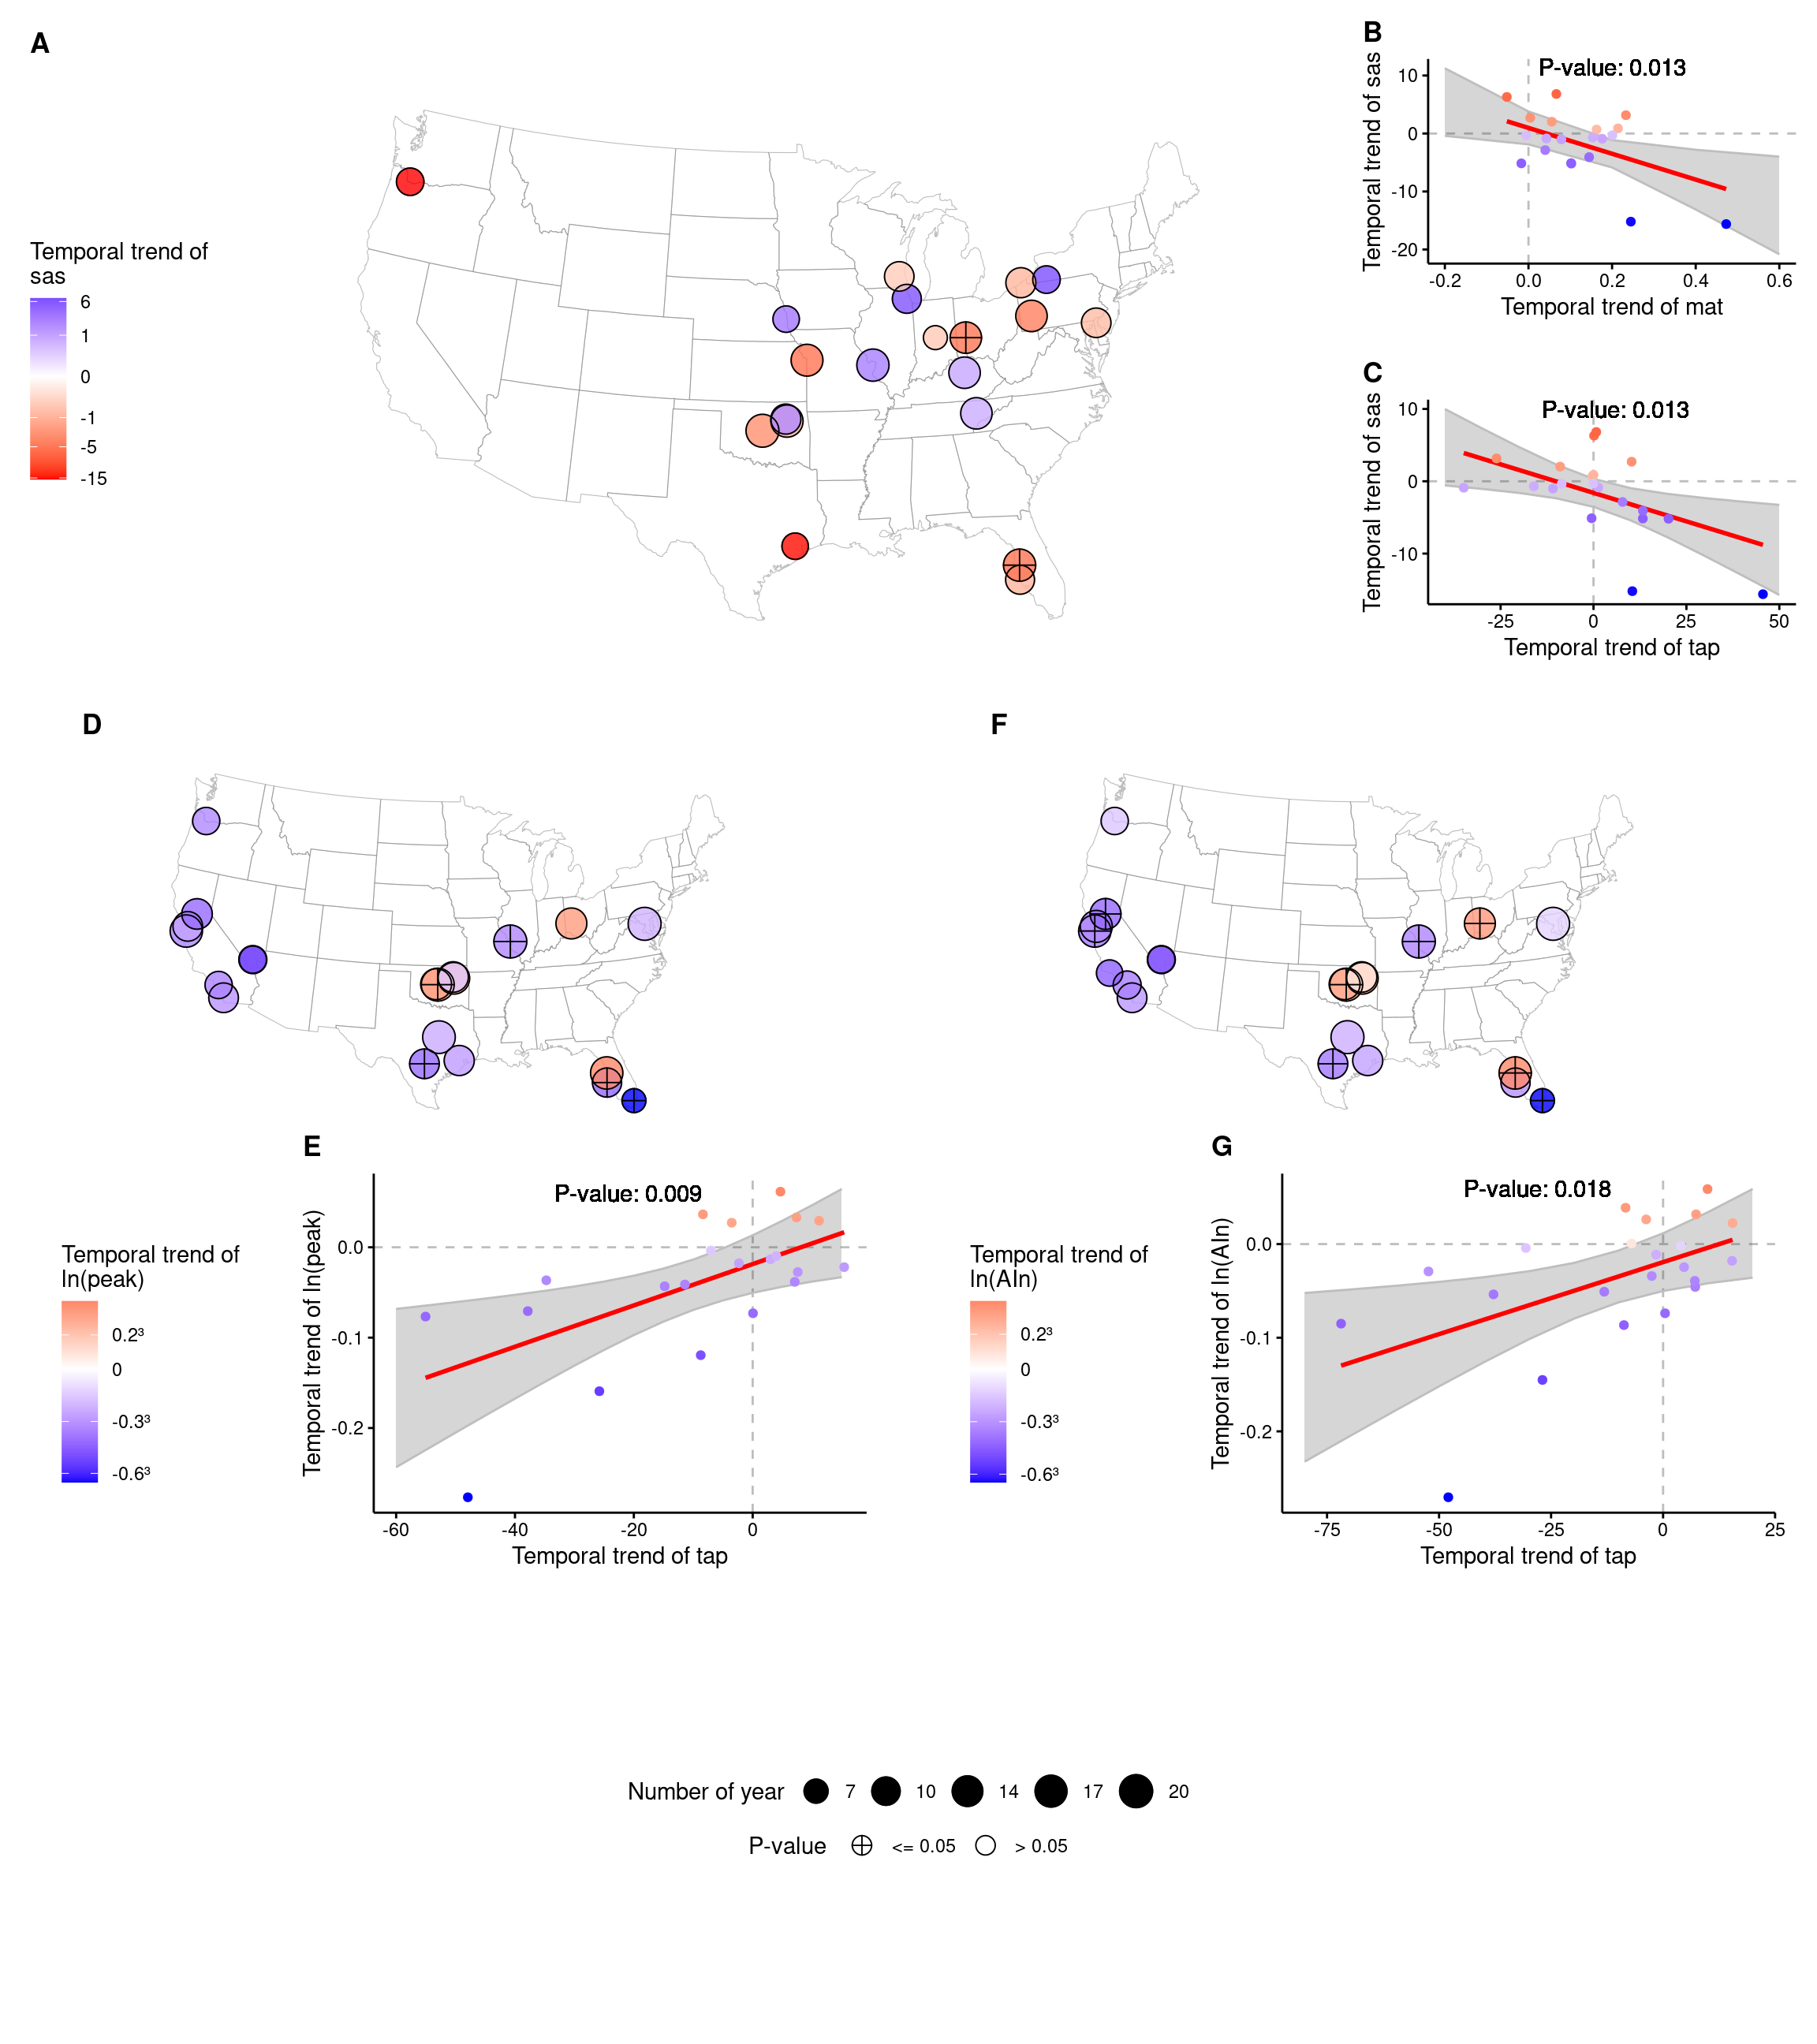 A
Temporal trend of
sas
6
1
0
-1
-5
-15
B
P-value: 0.013
Temporal trend of sas
10
0
-10
-20
-0.2
0.0
0.2
0.4
0.6
Temporal trend of mat
C
P-value: 0.013
Temporal trend of sas
10
0
-10
-25
0
25
50
Temporal trend of tap
D
F
E
P-value: 0.009
Temporal trend of
ln(peak)
0.2³
0
-0.3³
-0.6³
Temporal trend of ln(peak)
0.0
-0.1
-0.2
-60
-40
-20
0
Temporal trend of tap
G
P-value: 0.018
Temporal trend of
ln(AIn)
0.2³
0
-0.3³
-0.6³
Temporal trend of ln(AIn)
0.0
-0.1
-0.2
-75
-50
-25
0
25
Temporal trend of tap
Number of year 7 10 14 17 20
P-value <= 0.05 > 0.05